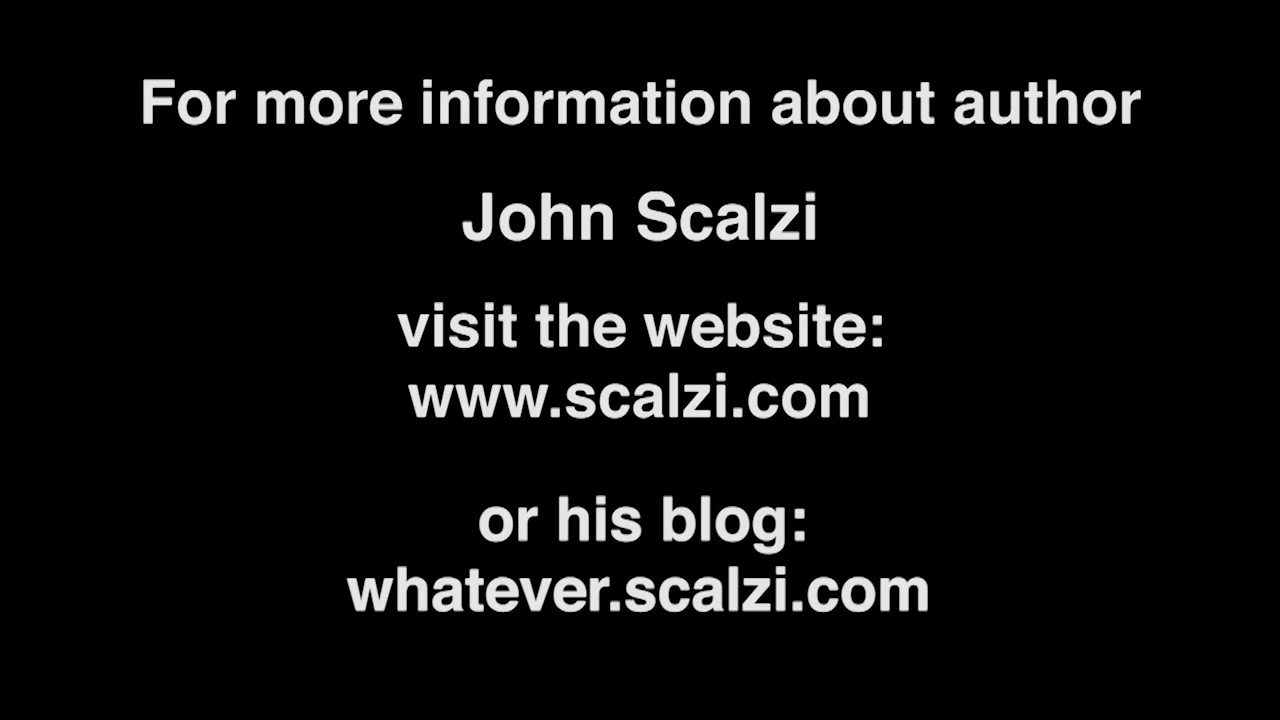 For more information about author
John Scalzi
visit the website:
www.scalzi.com
or his blog:
whatever.scalzi.com